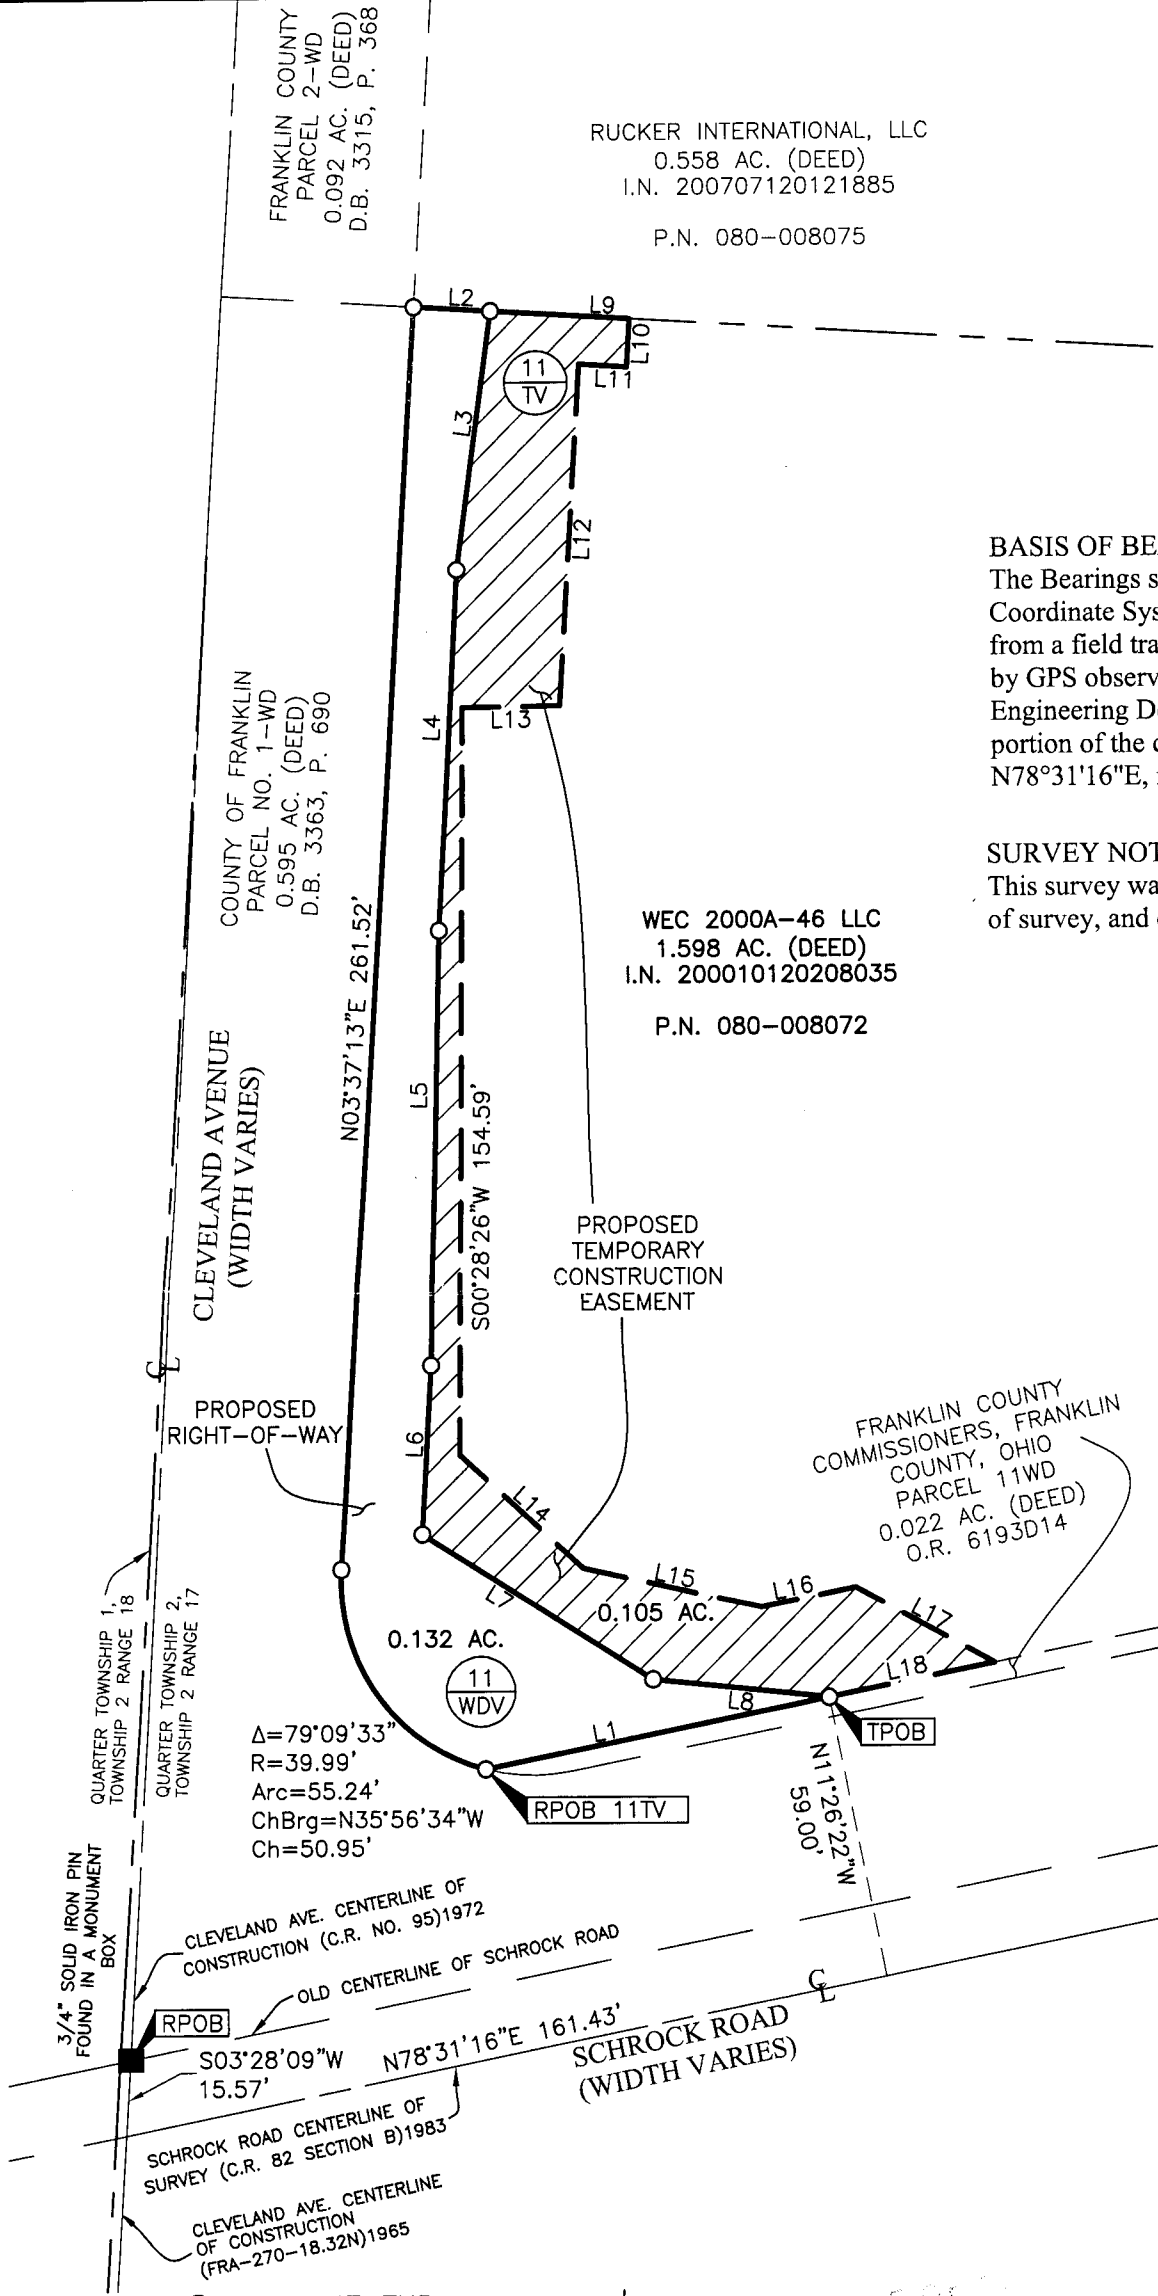 FRANKLIN COUNTY
PARCEL 2-WD
0.092 AC. (DEED)
D.B. 3315, P. 368
RUCKER INTERNATIONAL, LLC
0.558 AC. (DEED)
I.N. 200707120121885
P.N. 080-008075
L2
L9
L10
L11
11
TV
L3
L12
L4
L13
BASIS OF BE
The Bearings s
Coordinate Sys
from a field tra
by GPS observ
Engineering D
portion of the
N78°31'16"E,
SURVEY NOT
This survey wa
of survey, and
COUNTY OF FRANKLIN
PARCEL NO. 1-WD
0.595 AC. (DEED)
D.B. 3363, P. 690
N03°37'13"E 261.52'
WEC 2000A-46 LLC
1.598 AC. (DEED)
I.N. 200010120208035
P.N. 080-008072
CLEVELAND AVENUE
(WIDTH VARIES)
L5
S00°28'26"W 154.59'
PROPOSED
TEMPORARY
CONSTRUCTION
EASEMENT
CL
PROPOSED
RIGHT-OF-WAY
L6
FRANKLIN COUNTY
COMMISSIONERS, FRANKLIN
COUNTY, OHIO
PARCEL 11WD
0.022 AC. (DEED)
O.R. 6193D14
L14
L15
L16
L17
L7
0.105 AC.
L18
QUARTER TOWNSHIP 1,
TOWNSHIP 2 RANGE 18
QUARTER TOWNSHIP 2,
TOWNSHIP 2 RANGE 17
0.132 AC.
11
WDV
L8
L1
TPOB
Δ=79°09'33"
R=39.99'
Arc=55.24'
ChBrg=N35°56'34"W
Ch=50.95'
RPOB 11TV
N11°26'22"W
59.00'
3/4" SOLID IRON PIN
FOUND IN A MONUMENT
BOX
CLEVELAND AVE. CENTERLINE OF
CONSTRUCTION (C.R. NO. 95)1972
OLD CENTERLINE OF SCHROCK ROAD
CL
RPOB
S03°28'09"W
15.57'
N78°31'16"E 161.43'
SCHROCK ROAD
(WIDTH VARIES)
SCHROCK ROAD CENTERLINE OF
SURVEY (C.R. 82 SECTION B)1983
CLEVELAND AVE. CENTERLINE
OF CONSTRUCTION
(FRA-270-18.32N)1965